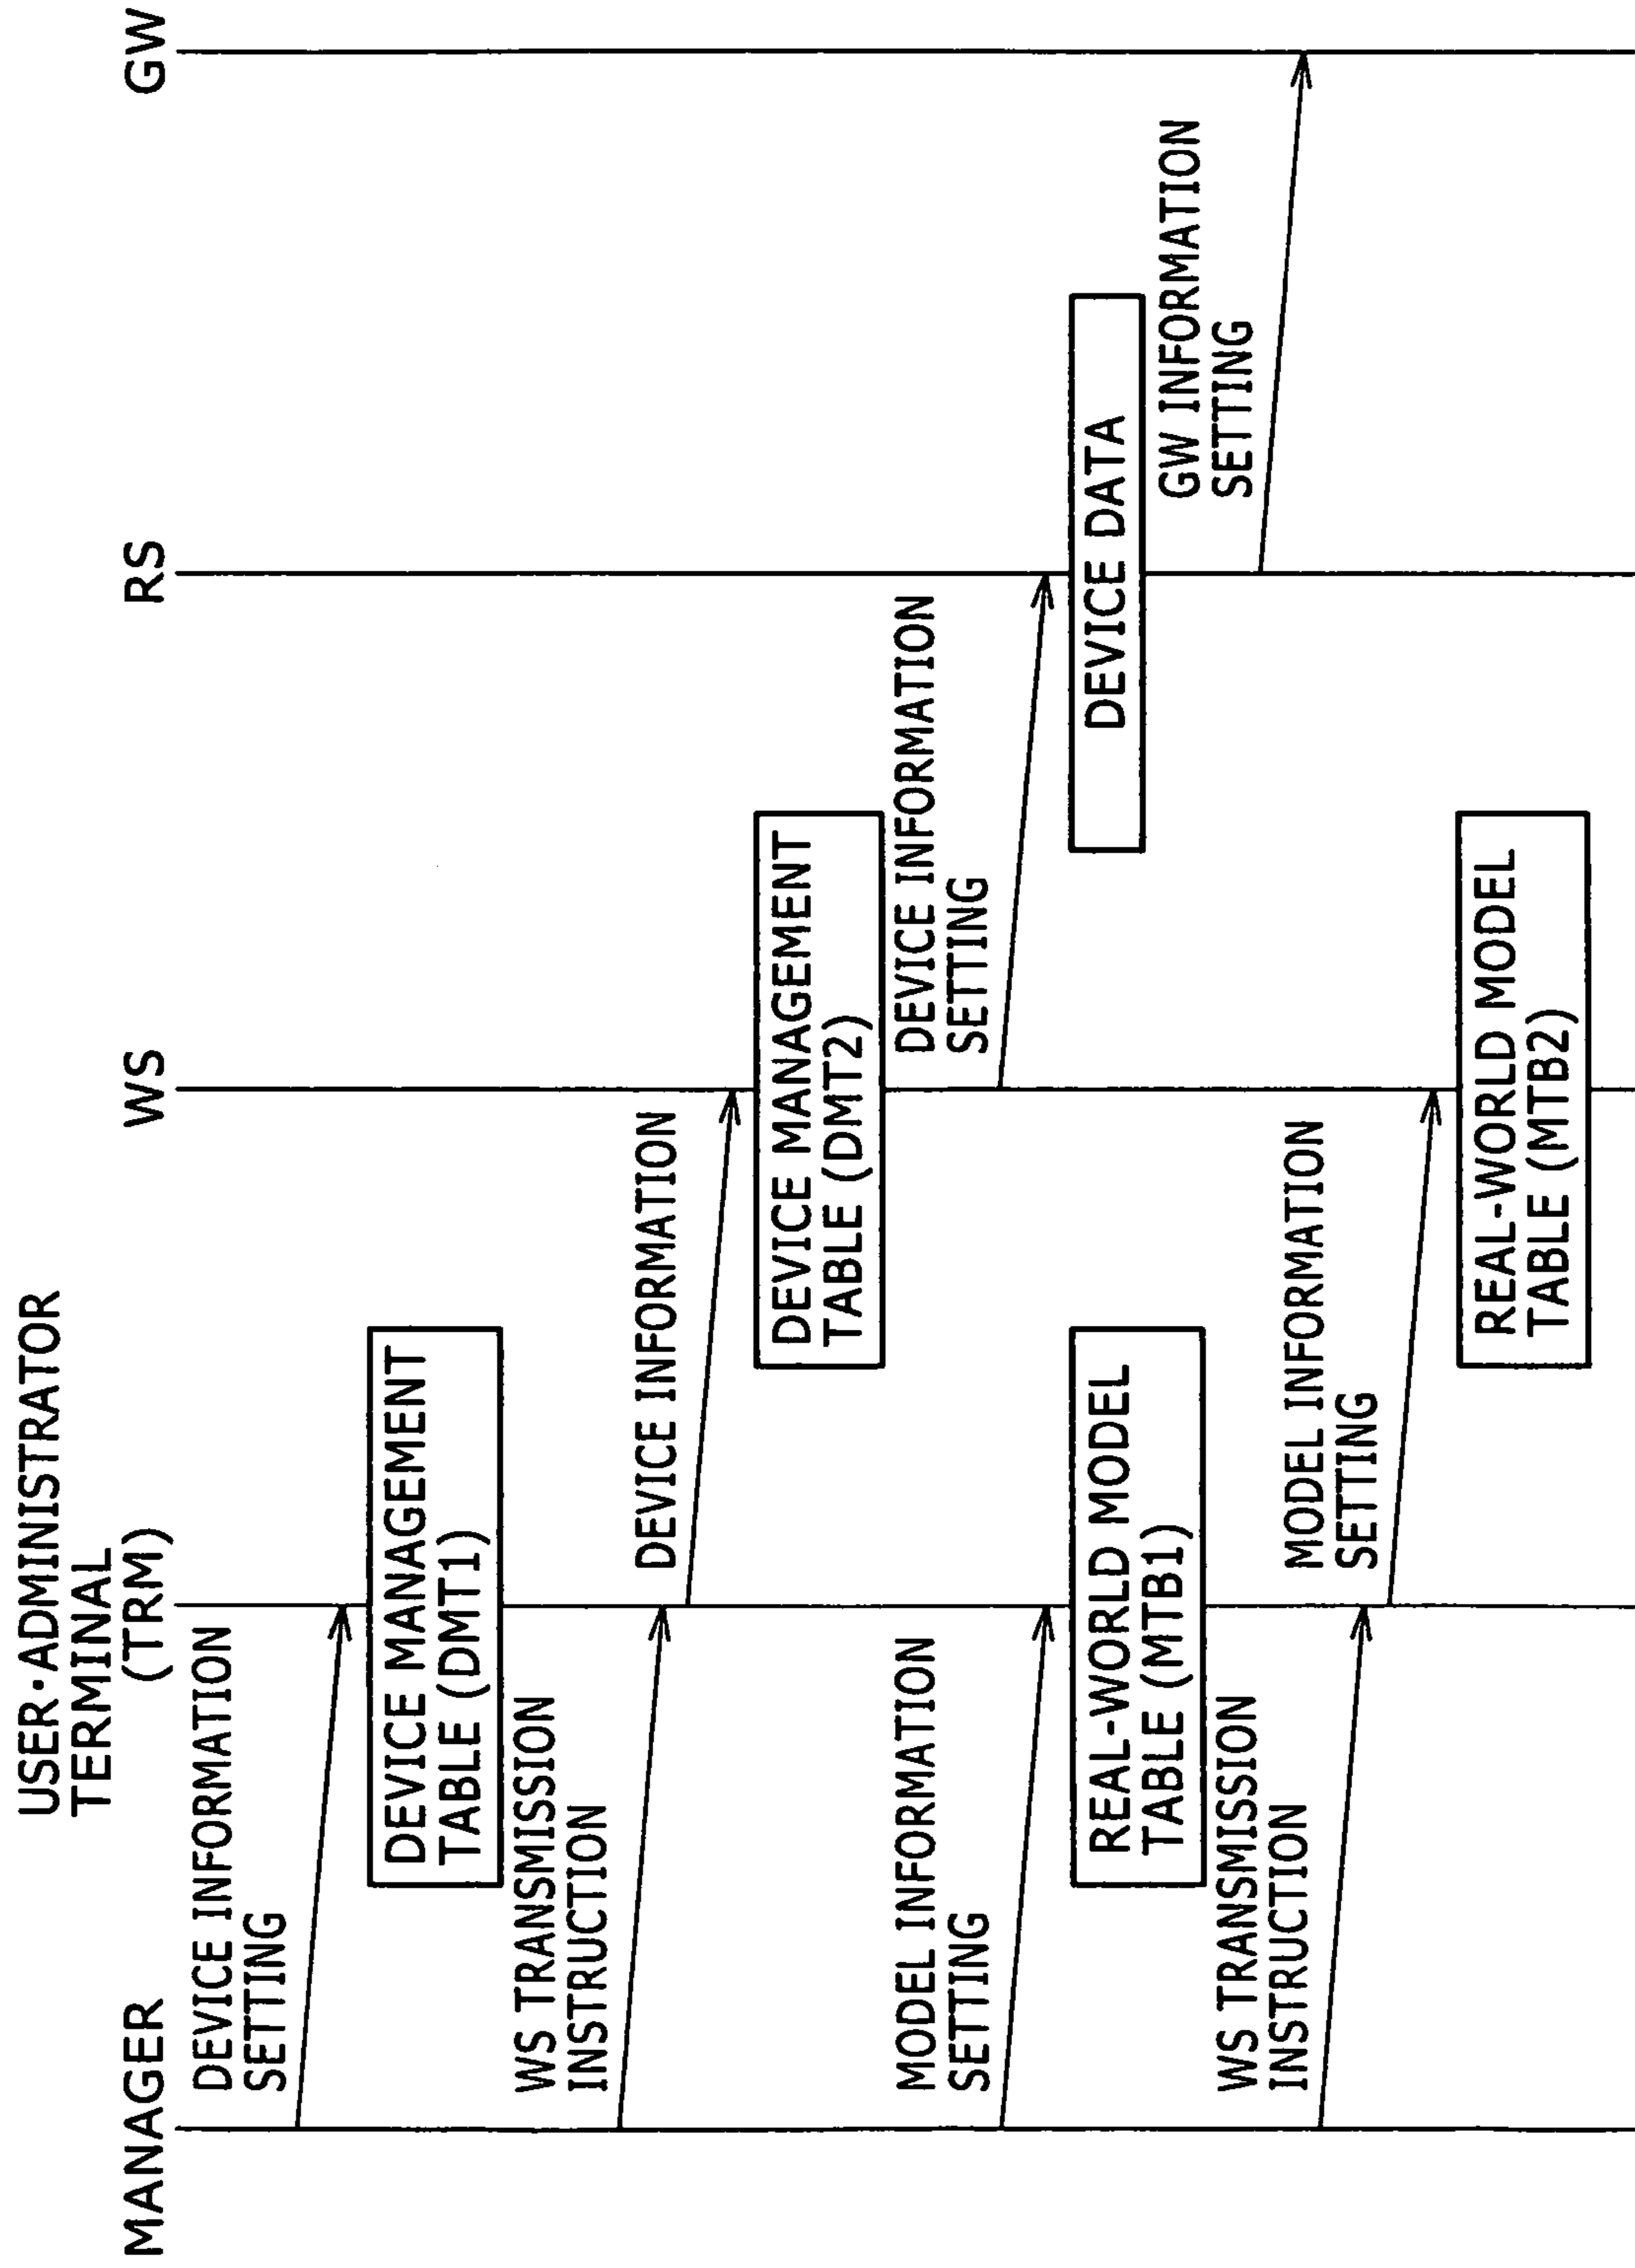 USER·ADMINISTRATOR
TERMINAL
(TRM)
MANAGER
WS
RS
GW
DEVICE INFORMATION
SETTING
DEVICE MANAGEMENT
TABLE (DMT1)
WS TRANSMISSION
INSTRUCTION
DEVICE INFORMATION
DEVICE MANAGEMENT
TABLE (DMT2)
MODEL INFORMATION
SETTING
DEVICE INFORMATION
SETTING
REAL-WORLD MODEL
TABLE (MTB1)
DEVICE DATA
GW INFORMATION
SETTING
WS TRANSMISSION
INSTRUCTION
MODEL INFORMATION
SETTING
REAL-WORLD MODEL
TABLE (MTB2)